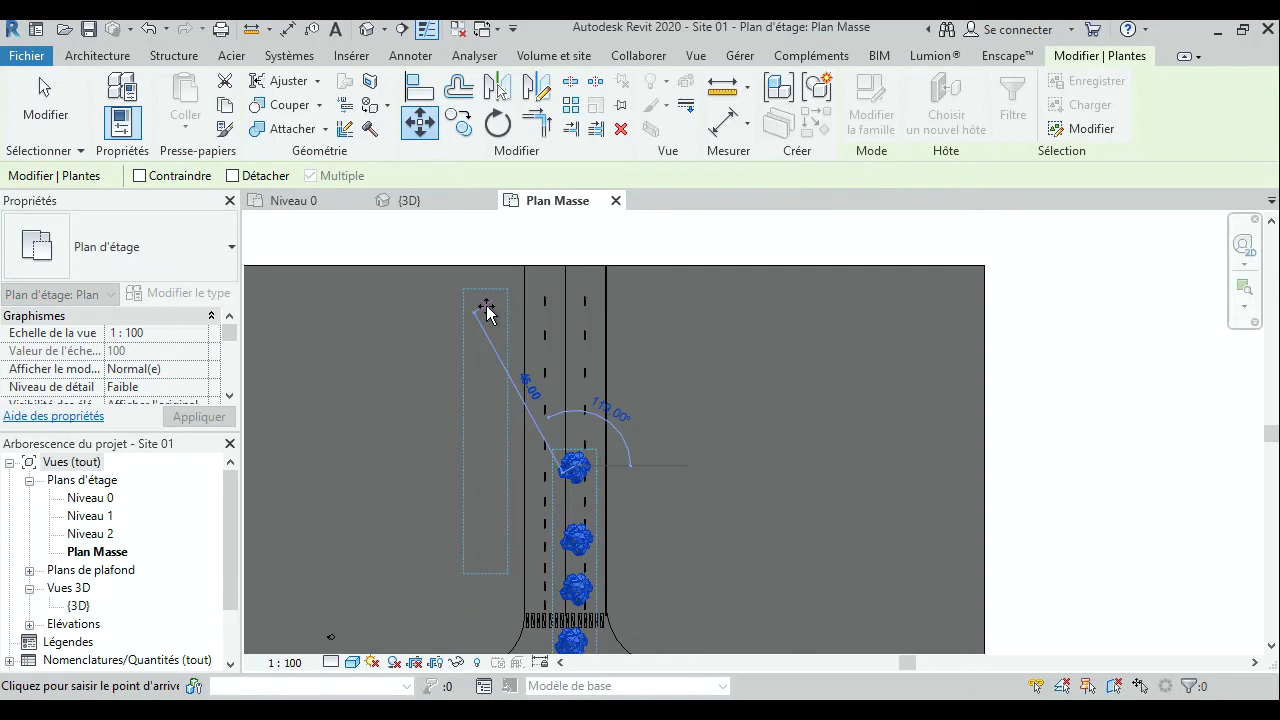 Autodesk Revit 2020 - Site 01 - Plan d'étage: Plan Masse
Se connecter
Fichier Architecture Structure Acier Systèmes Insérer Annoter Analyser Volume et site Collaborer Vue Gérer Compléments BIM Lumion® Enscape™ Modifier | Plantes
Modifier Coller Ajuster Couper Attacher Modifier la famille Choisir un nouvel hôte Filtre Enregistrer Charger Modifier
Sélectionner Propriétés Presse-papiers Géométrie Modifier Vue Mesurer Créer Mode Hôte Sélection
Modifier | Plantes Contraindre Détacher Multiple
Propriétés
Niveau 0 {3D} Plan Masse
Plan d'étage
Plan d'étage: Plan Modifier le type
Graphismes
Echelle de la vue 1 : 100
Valeur de l'éche... 100
Afficher le mod... Normal(e)
Niveau de détail Faible
Aide des propriétés Appliquer
Arborescence du projet - Site 01
Vues (tout)
Plans d'étage
Niveau 0
Niveau 1
Niveau 2
Plan Masse
Plans de plafond
Vues 3D
{3D}
Elévations
Légendes
Nomenclatures/Quantités (tout)
2D
1 : 100
Cliquez pour saisir le point d'arrivé :0 Modèle de base :0